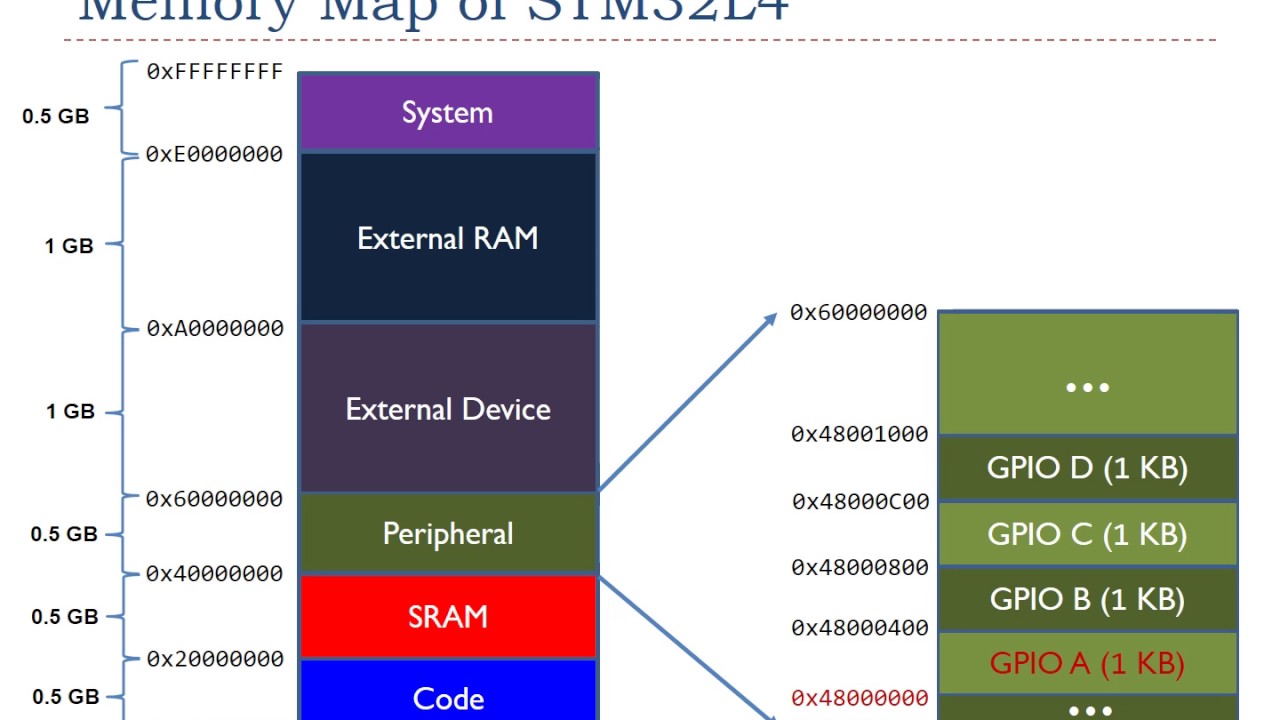 Memory Map of STM32L4
0xFFFFFFFF
System
0.5 GB
0xE0000000
External RAM
1 GB
0xA0000000
External Device
1 GB
0x60000000
Peripheral
0.5 GB
0x40000000
SRAM
0.5 GB
0x20000000
Code
0.5 GB
0x60000000
...
0x48001000
GPIO D (1 KB)
0x48000C00
GPIO C (1 KB)
0x48000800
GPIO B (1 KB)
0x48000400
GPIO A (1 KB)
0x48000000
...